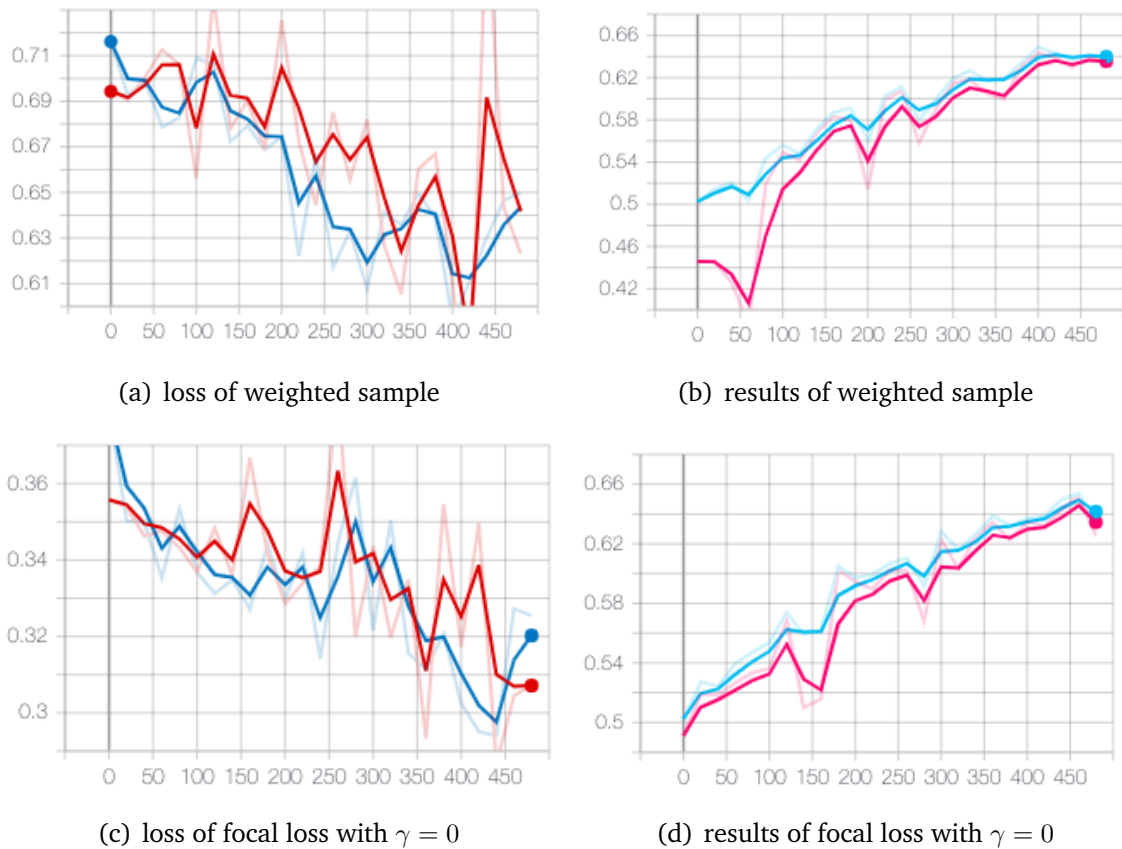 0.71
0.69
0.67
0.65
0.63
0.61
0 50 100 150 200 250 300 350 400 450
(a) loss of weighted sample
0.66
0.62
0.58
0.54
0.5
0.46
0.42
0 50 100 150 200 250 300 350 400 450
(b) results of weighted sample
0.36
0.34
0.32
0.3
0 50 100 150 200 250 300 350 400 450
(c) loss of focal loss with γ = 0
0.66
0.62
0.58
0.54
0.5
0 50 100 150 200 250 300 350 400 450
(d) results of focal loss with γ = 0